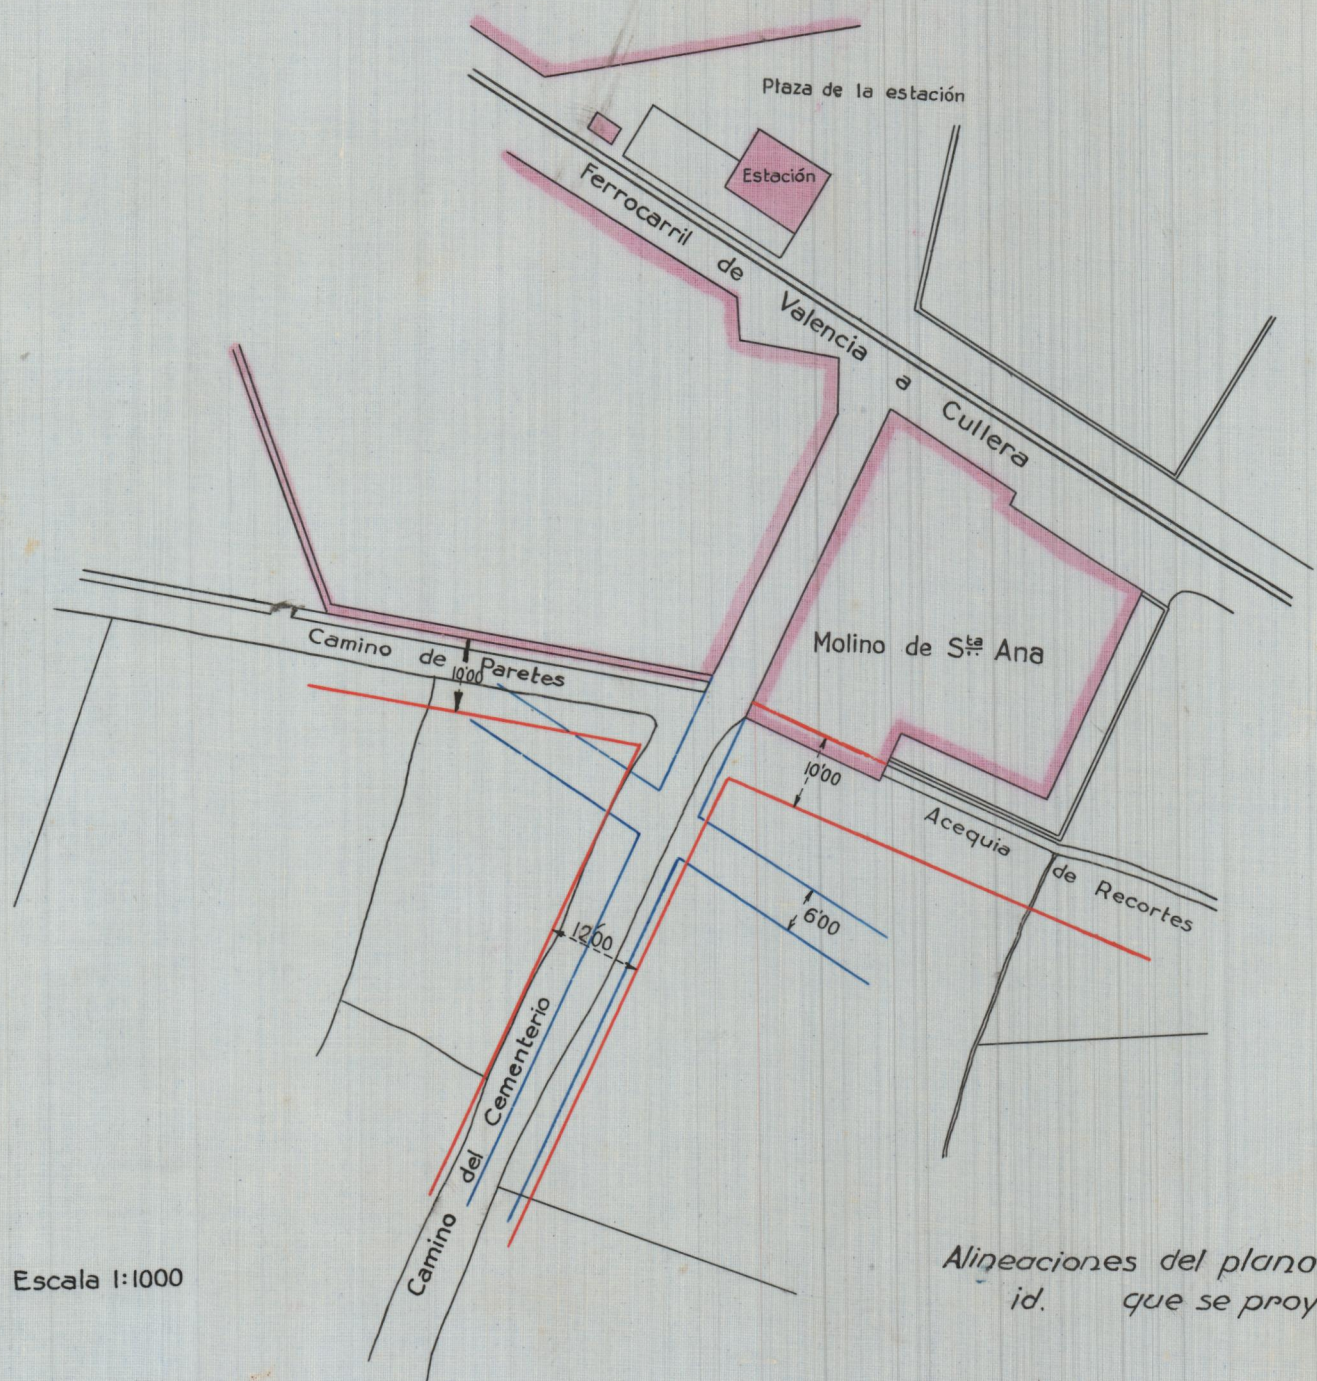 Plaza de la estación
Estación
Ferrocarril de Valencia a Cullera
Molino de Sta Ana
Camino de Paretes
10'00
10'00
Acequia de Recortes
6'00
12'00
Camino del Cementerio
Escala 1:1000
Alineaciones del plano
id. que se proy